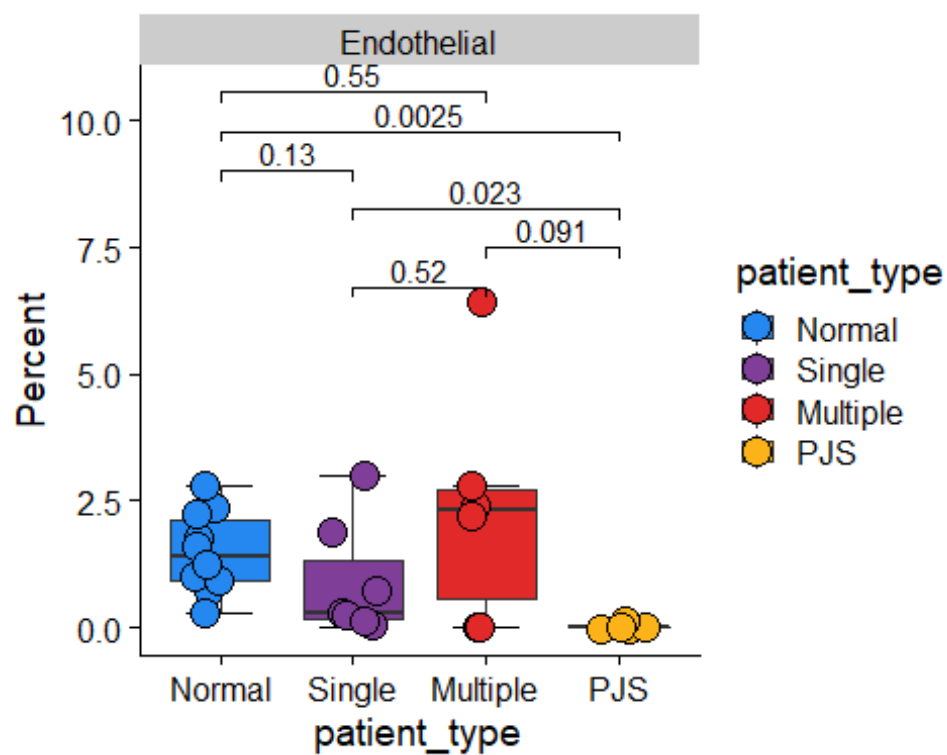 Endothelial
0.55
0.0025
0.13
0.023
0.091
0.52
10.0
7.5
5.0
2.5
0.0
Percent
Normal Single Multiple PJS
patient_type
patient_type
Normal
Single
Multiple
PJS